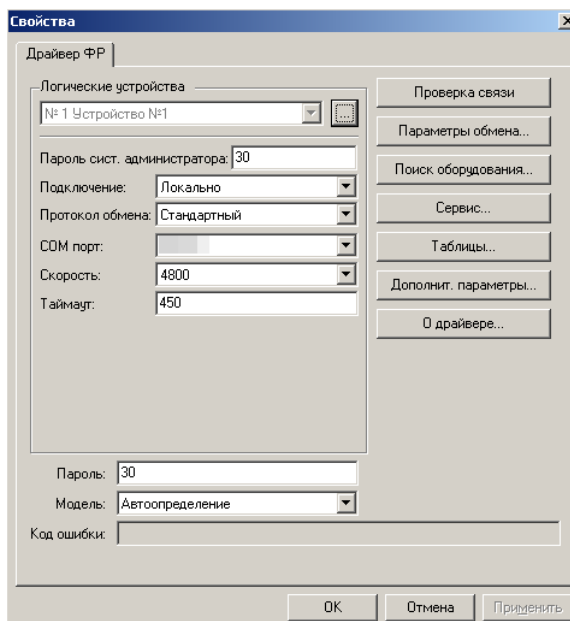 Свойства
Драйвер ФР
Логические устройства
№ 1 Устройство №1
...
Пароль сист. администратора: 30
Подключение: Локально
Протокол обмена: Стандартный
COM порт:
Скорость: 4800
Таймаут: 450
Проверка связи
Параметры обмена...
Поиск оборудования...
Сервис...
Таблицы...
Дополнит. параметры...
О драйвере...
Пароль: 30
Модель: Автоопределение
Код ошибки:
OK
Отмена
Применить